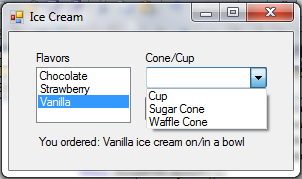 Ice Cream
Flavors
Cone/Cup
Chocolate
Strawberry
Vanilla
Cup
Sugar Cone
Waffle Cone
You ordered: Vanilla ice cream on/in a bowl